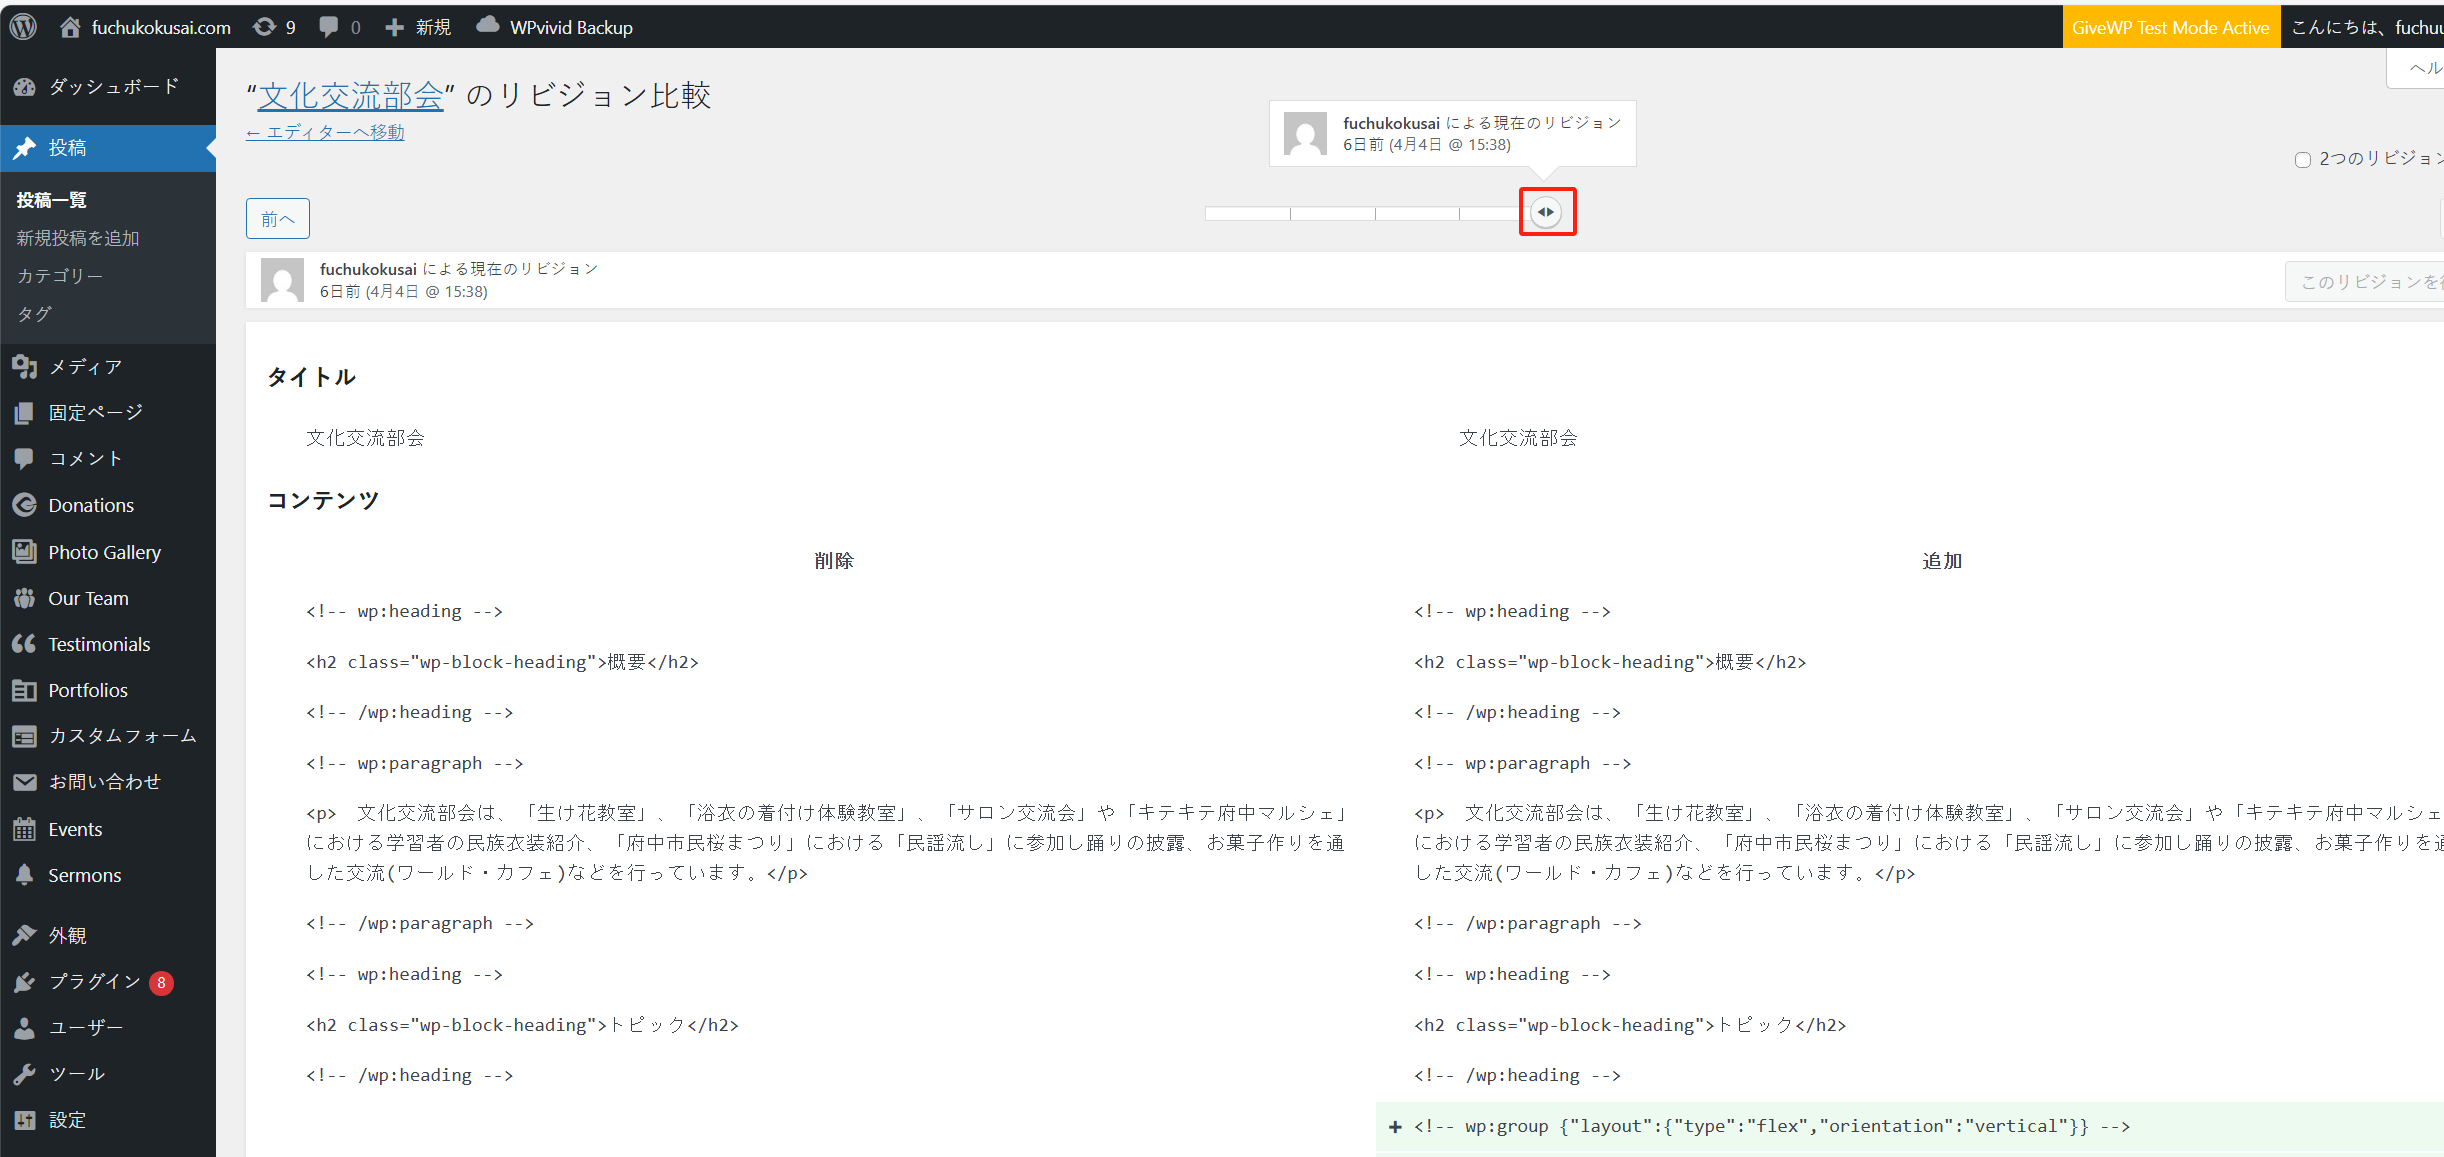 fuchukokusai.com
9
0
新規
WPvivid Backup
GiveWP Test Mode Active
こんにちは、fuchuu
ヘル
ダッシュボード
投稿
投稿一覧
新規投稿を追加
カテゴリー
タグ
メディア
固定ページ
コメント
Donations
Photo Gallery
Our Team
Testimonials
Portfolios
カスタムフォーム
お問い合わせ
Events
Sermons
外観
プラグイン 8
ユーザー
ツール
設定
“文化交流部会” のリビジョン比較
← エディターへ移動
fuchukokusai による現在のリビジョン
6日前 (4月4日 @ 15:38)
2つのリビジョン
前へ
fuchukokusai による現在のリビジョン
6日前 (4月4日 @ 15:38)
このリビジョンを
タイトル
文化交流部会
文化交流部会
コンテンツ
削除
<!-- wp:heading -->
<h2 class="wp-block-heading">概要</h2>
<!-- /wp:heading -->
<!-- wp:paragraph -->
<p>　文化交流部会は、「生け花教室」、「浴衣の着付け体験教室」、「サロン交流会」や「キテキテ府中マルシェ」
における学習者の民族衣装紹介、「府中市民桜まつり」における「民謡流し」に参加し踊りの披露、お菓子作りを通
した交流(ワールド・カフェ)などを行っています。</p>
<!-- /wp:paragraph -->
<!-- wp:heading -->
<h2 class="wp-block-heading">トピック</h2>
<!-- /wp:heading -->
追加
<!-- wp:heading -->
<h2 class="wp-block-heading">概要</h2>
<!-- /wp:heading -->
<!-- wp:paragraph -->
<p>　文化交流部会は、「生け花教室」、「浴衣の着付け体験教室」、「サロン交流会」や「キテキテ府中マルシェ
における学習者の民族衣装紹介、「府中市民桜まつり」における「民謡流し」に参加し踊りの披露、お菓子作りを通
した交流(ワールド・カフェ)などを行っています。</p>
<!-- /wp:paragraph -->
<!-- wp:heading -->
<h2 class="wp-block-heading">トピック</h2>
<!-- /wp:heading -->
+ <!-- wp:group {"layout":{"type":"flex","orientation":"vertical"}} -->